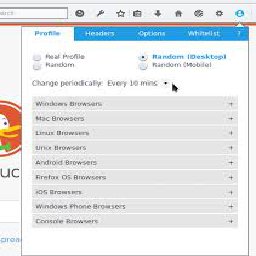 Profile Headers Options Whitelist ?
Real Profile Random (Desktop)
Random Random (Mobile)
Change periodically: Every 10 mins
Windows Browsers +
Mac Browsers +
Linux Browsers +
Unix Browsers +
Android Browsers +
Firefox OS Browsers +
iOS Browsers +
Windows Phone Browsers +
Console Browsers +
uc